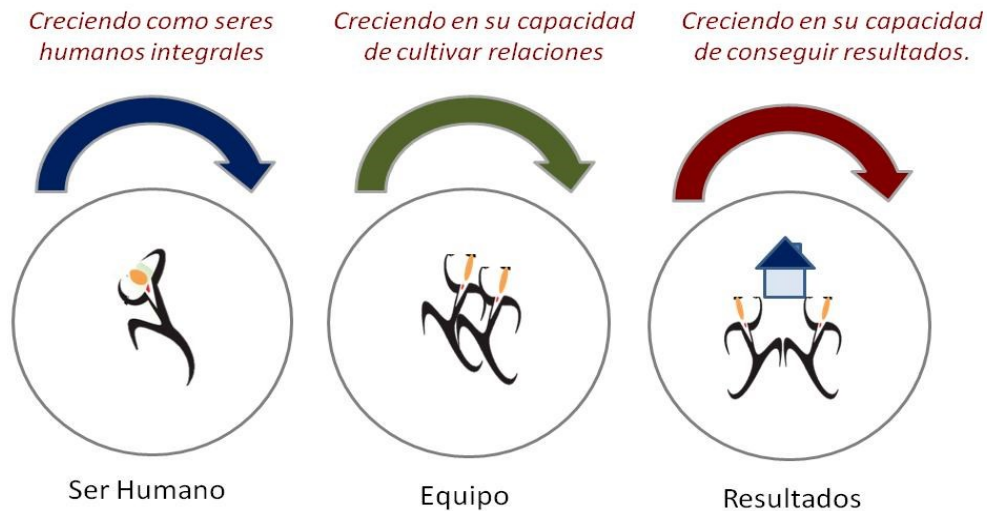 Creciendo como seres
humanos integrales
Creciendo en su capacidad
de cultivar relaciones
Creciendo en su capacidad
de conseguir resultados.
Ser Humano
Equipo
Resultados